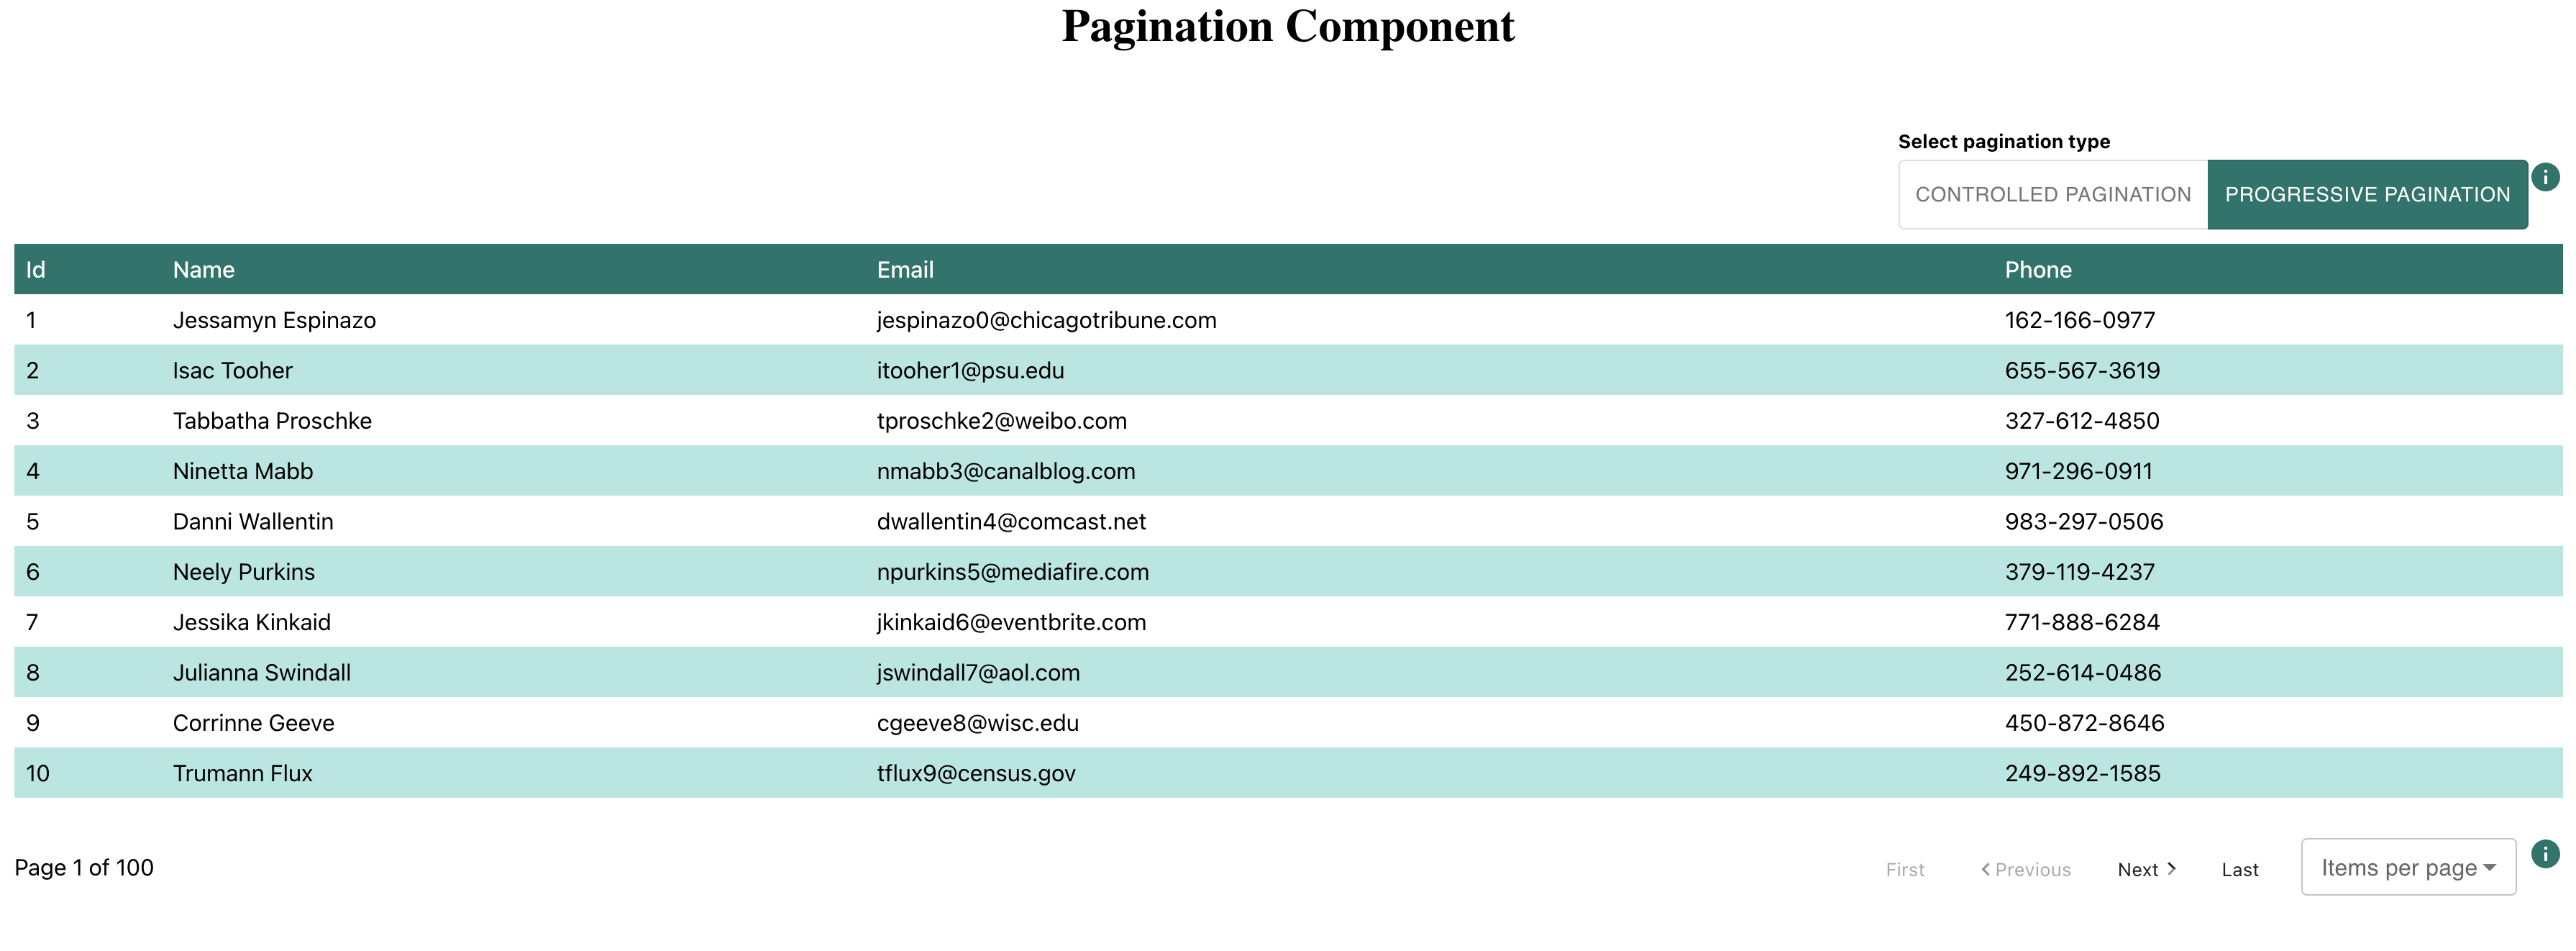 Pagination Component
Select pagination type
CONTROLLED PAGINATION PROGRESSIVE PAGINATION i
Id Name Email Phone
1 Jessamyn Espinazo jespinazo0@chicagotribune.com 162-166-0977
2 Isac Tooher itooher1@psu.edu 655-567-3619
3 Tabbatha Proschke tproschke2@weibo.com 327-612-4850
4 Ninetta Mabb nmabb3@canalblog.com 971-296-0911
5 Danni Wallentin dwallentin4@comcast.net 983-297-0506
6 Neely Purkins npurkins5@mediafire.com 379-119-4237
7 Jessika Kinkaid jkinkaid6@eventbrite.com 771-888-6284
8 Julianna Swindall jswindall7@aol.com 252-614-0486
9 Corrinne Geeve cgeeve8@wisc.edu 450-872-8646
10 Trumann Flux tflux9@census.gov 249-892-1585
Page 1 of 100 First Previous Next Last Items per page i